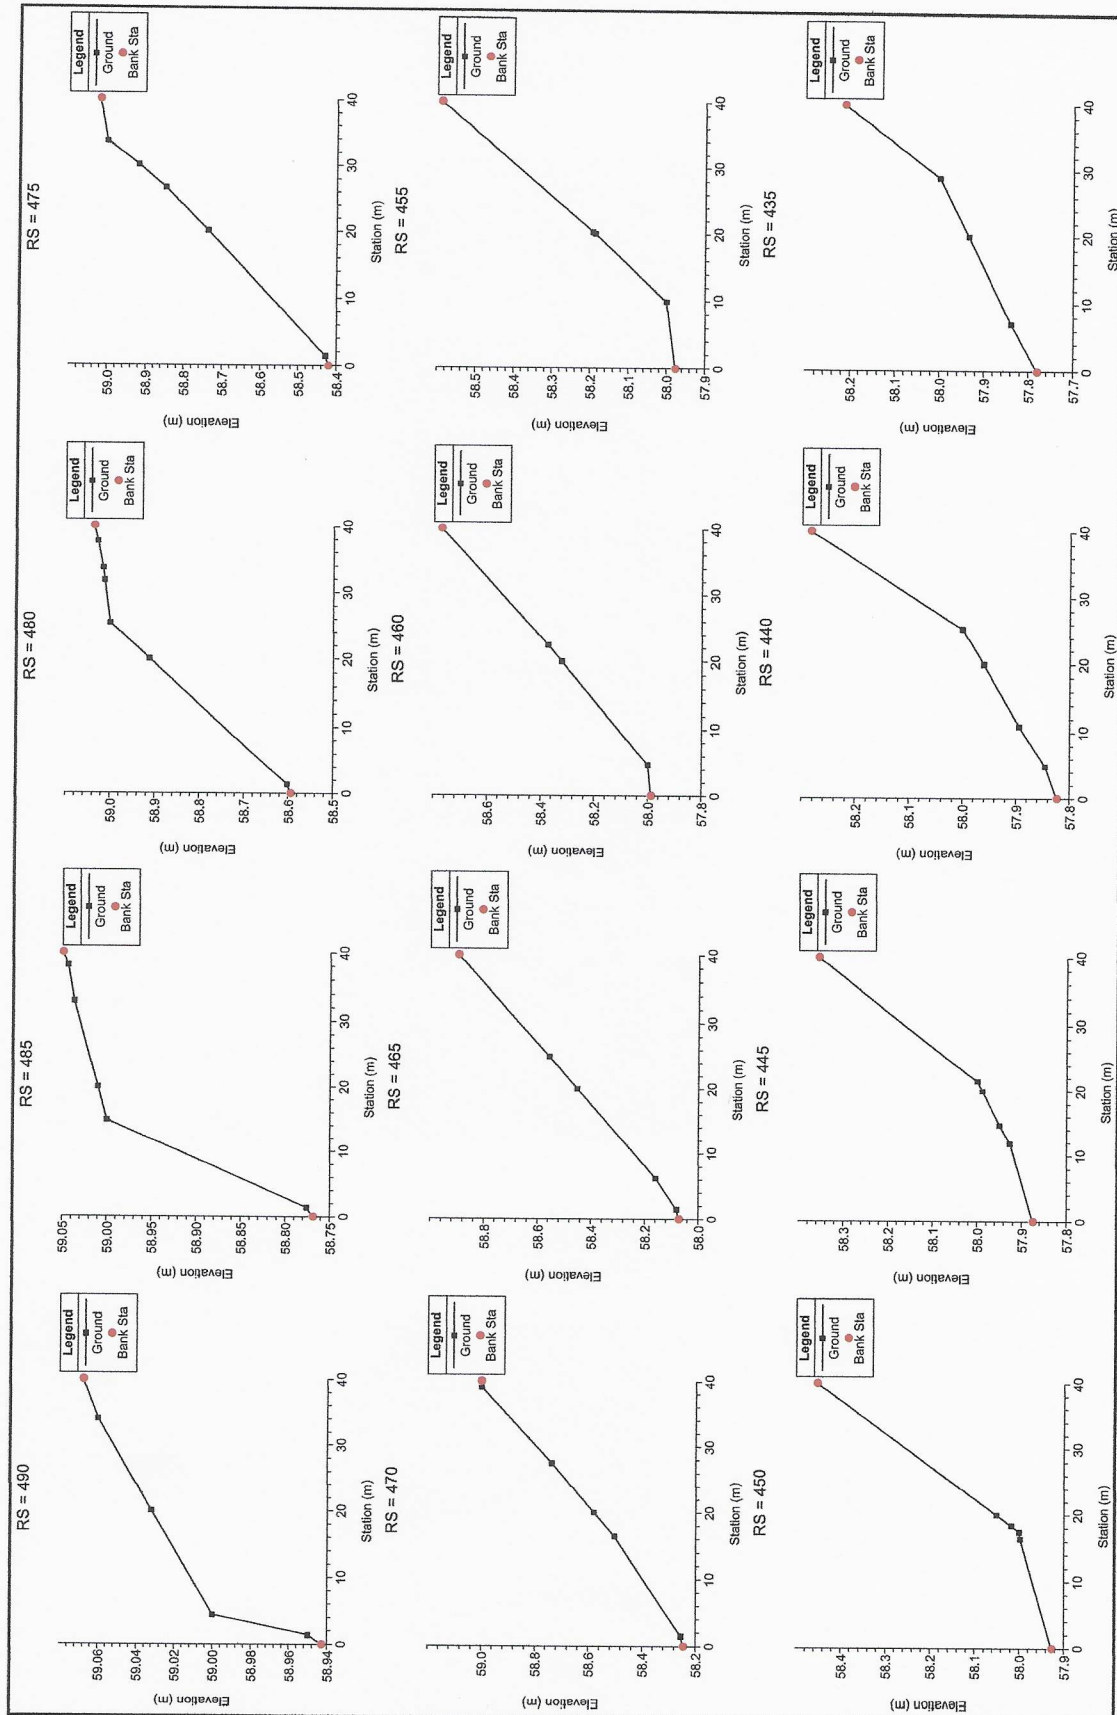 RS = 490
Legend
Ground
Bank Sta
Elevation (m)
59.06
59.04
59.02
59.00
58.98
58.96
58.94
0 10 20 30 40
Station (m)
RS = 485
Legend
Ground
Bank Sta
Elevation (m)
59.05
59.00
58.95
58.90
58.85
58.80
58.75
0 10 20 30 40
Station (m)
RS = 480
Legend
Ground
Bank Sta
Elevation (m)
59.0
58.9
58.8
58.7
58.6
58.5
0 10 20 30 40
Station (m)
RS = 475
Legend
Ground
Bank Sta
Elevation (m)
59.0
58.9
58.8
58.7
58.6
58.5
58.4
0 10 20 30 40
Station (m)
RS = 470
Legend
Ground
Bank Sta
Elevation (m)
59.0
58.8
58.6
58.4
58.2
0 10 20 30 40
Station (m)
RS = 465
Legend
Ground
Bank Sta
Elevation (m)
58.8
58.6
58.4
58.2
58.0
0 10 20 30 40
Station (m)
RS = 460
Legend
Ground
Bank Sta
Elevation (m)
58.6
58.4
58.2
58.0
57.8
0 10 20 30 40
Station (m)
RS = 455
Legend
Ground
Bank Sta
Elevation (m)
58.5
58.4
58.3
58.2
58.1
58.0
57.9
0 10 20 30 40
Station (m)
RS = 450
Legend
Ground
Bank Sta
Elevation (m)
58.4
58.3
58.2
58.1
58.0
57.9
0 10 20 30 40
Station (m)
RS = 445
Legend
Ground
Bank Sta
Elevation (m)
58.3
58.2
58.1
58.0
57.9
57.8
0 10 20 30 40
Station (m)
RS = 440
Legend
Ground
Bank Sta
Elevation (m)
58.2
58.1
58.0
57.9
57.8
0 10 20 30 40
Station (m)
RS = 435
Legend
Ground
Bank Sta
Elevation (m)
58.2
58.1
58.0
57.9
57.8
57.7
0 10 20 30 40
Station (m)